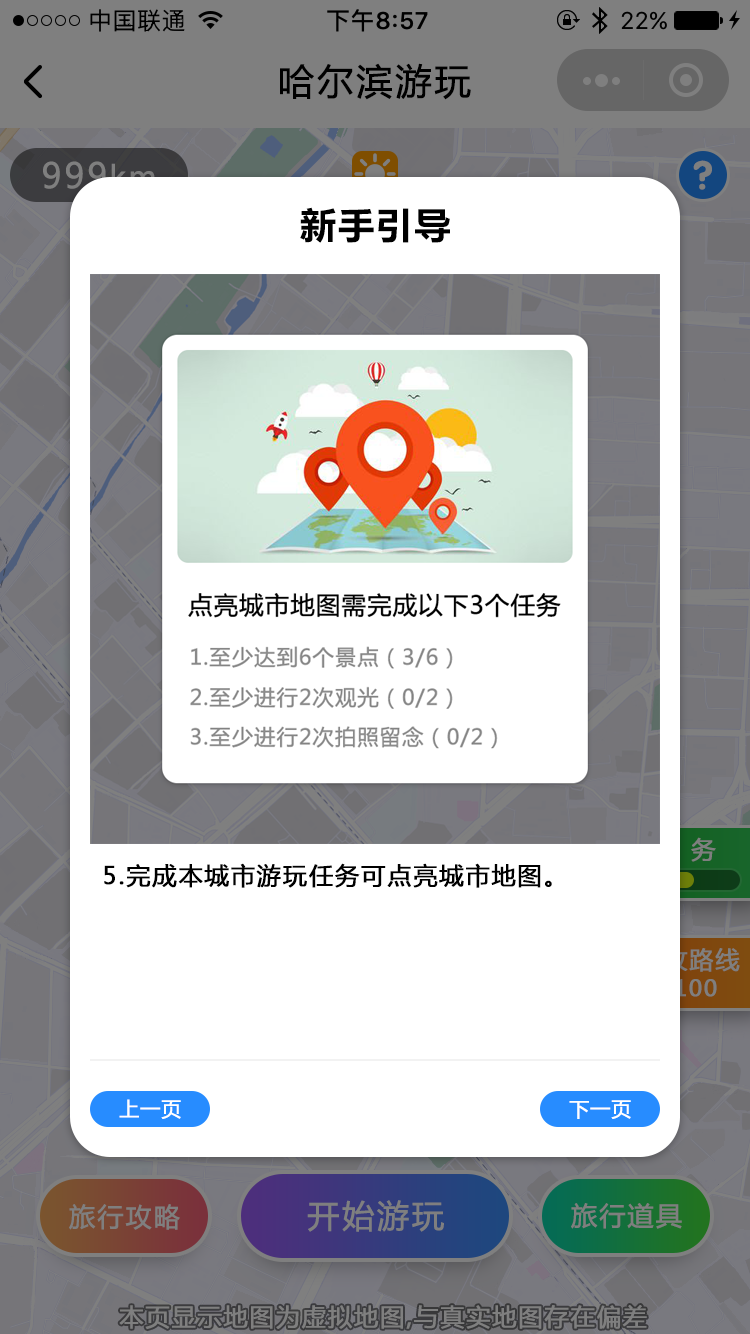 中国联通
下午8:57
22%
哈尔滨游玩
999km
?
新手引导
点亮城市地图需完成以下3个任务
1.至少达到6个景点（3/6）
2.至少进行2次观光（0/2）
3.至少进行2次拍照留念（0/2）
5.完成本城市游玩任务可点亮城市地图。
务
路线
100
上一页
下一页
旅行攻略
开始游玩
旅行道具
本页显示地图为虚拟地图,与真实地图存在偏差